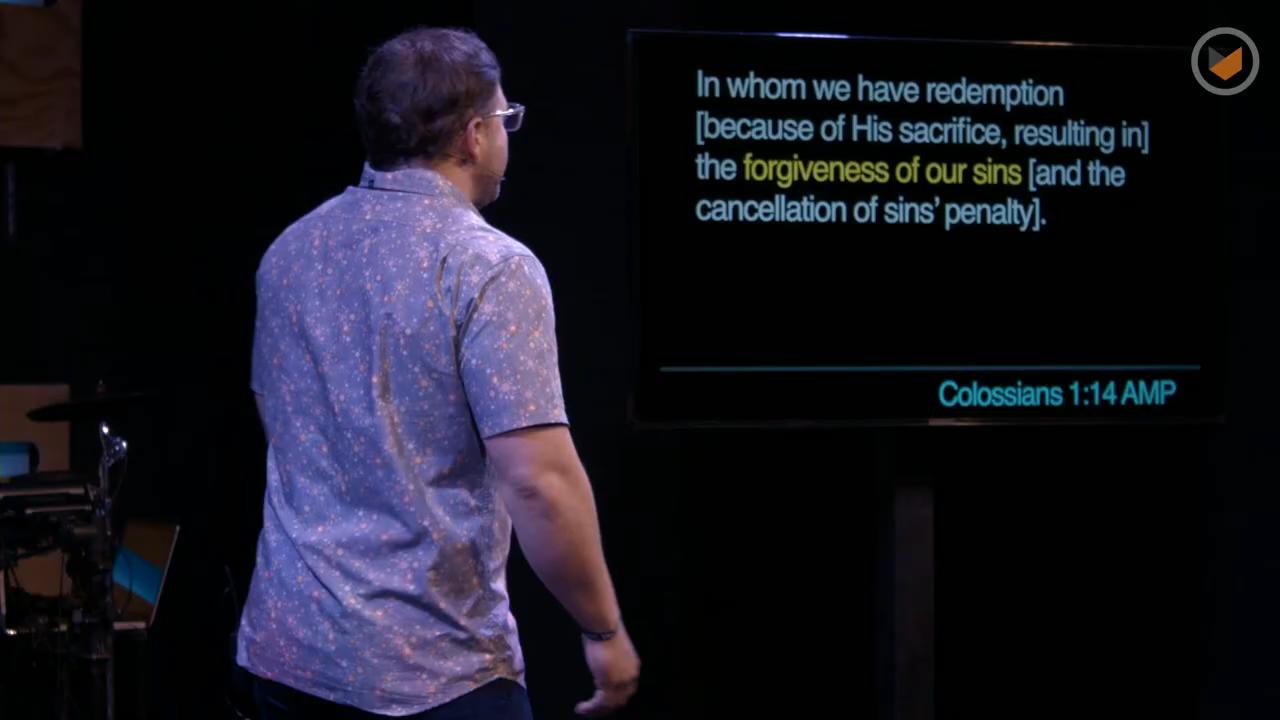 In whom we have redemption
[because of His sacrifice, resulting in]
the forgiveness of our sins [and the
cancellation of sins’ penalty].
Colossians 1:14 AMP